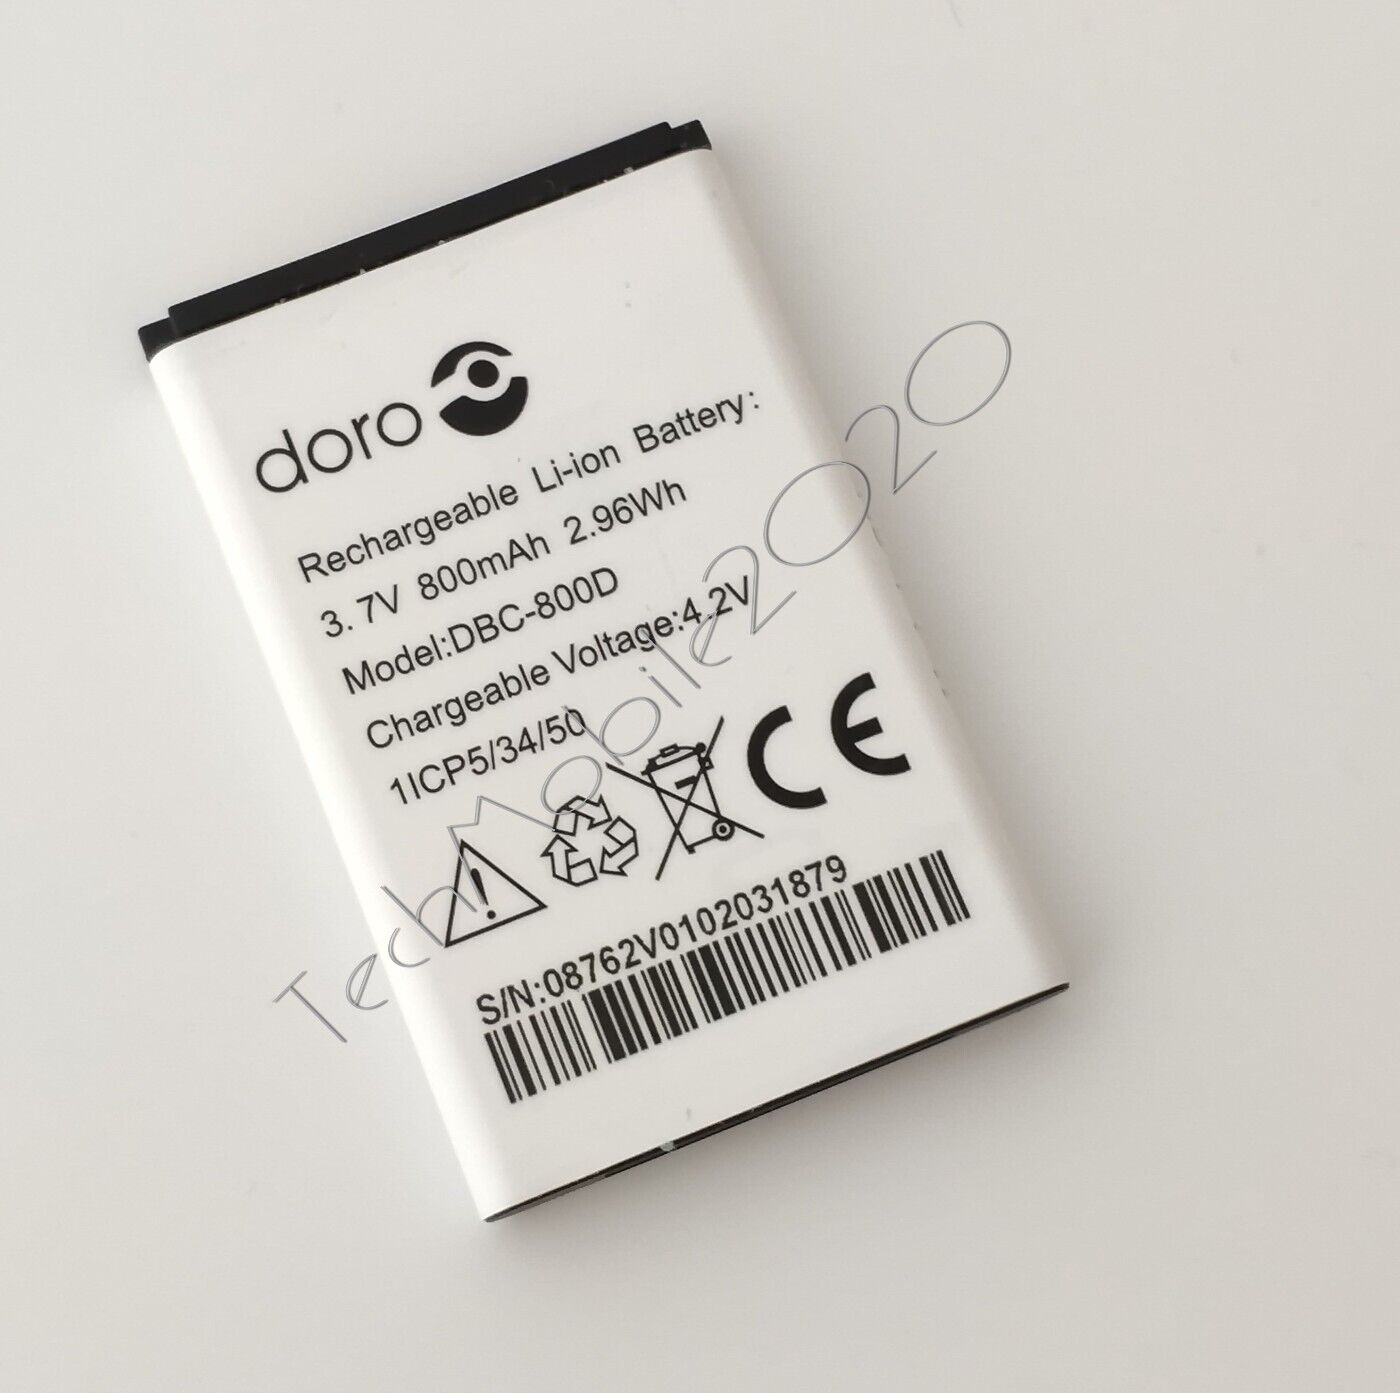 doro
Rechargeable Li-ion Battery:
3.7V 800mAh 2.96Wh
Model:DBC-800D
Chargeable Voltage:4.2V
1ICP5/34/50
CE
S/N:08762V0102031879
TechMobile2020